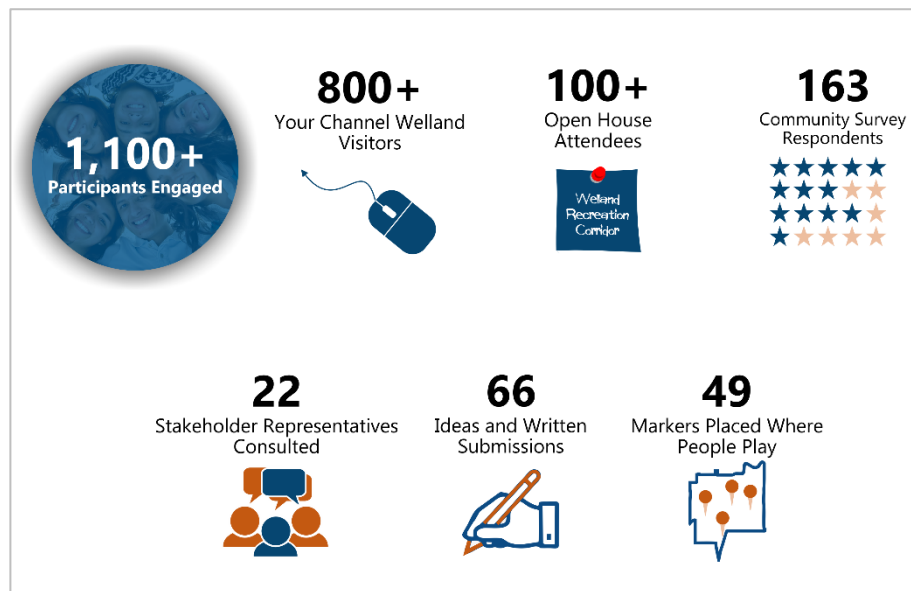 1,100+
Participants Engaged
800+
Your Channel Welland
Visitors
100+
Open House
Attendees
Welland
Recreation
Corridor
163
Community Survey
Respondents
22
Stakeholder Representatives
Consulted
66
Ideas and Written
Submissions
49
Markers Placed Where
People Play